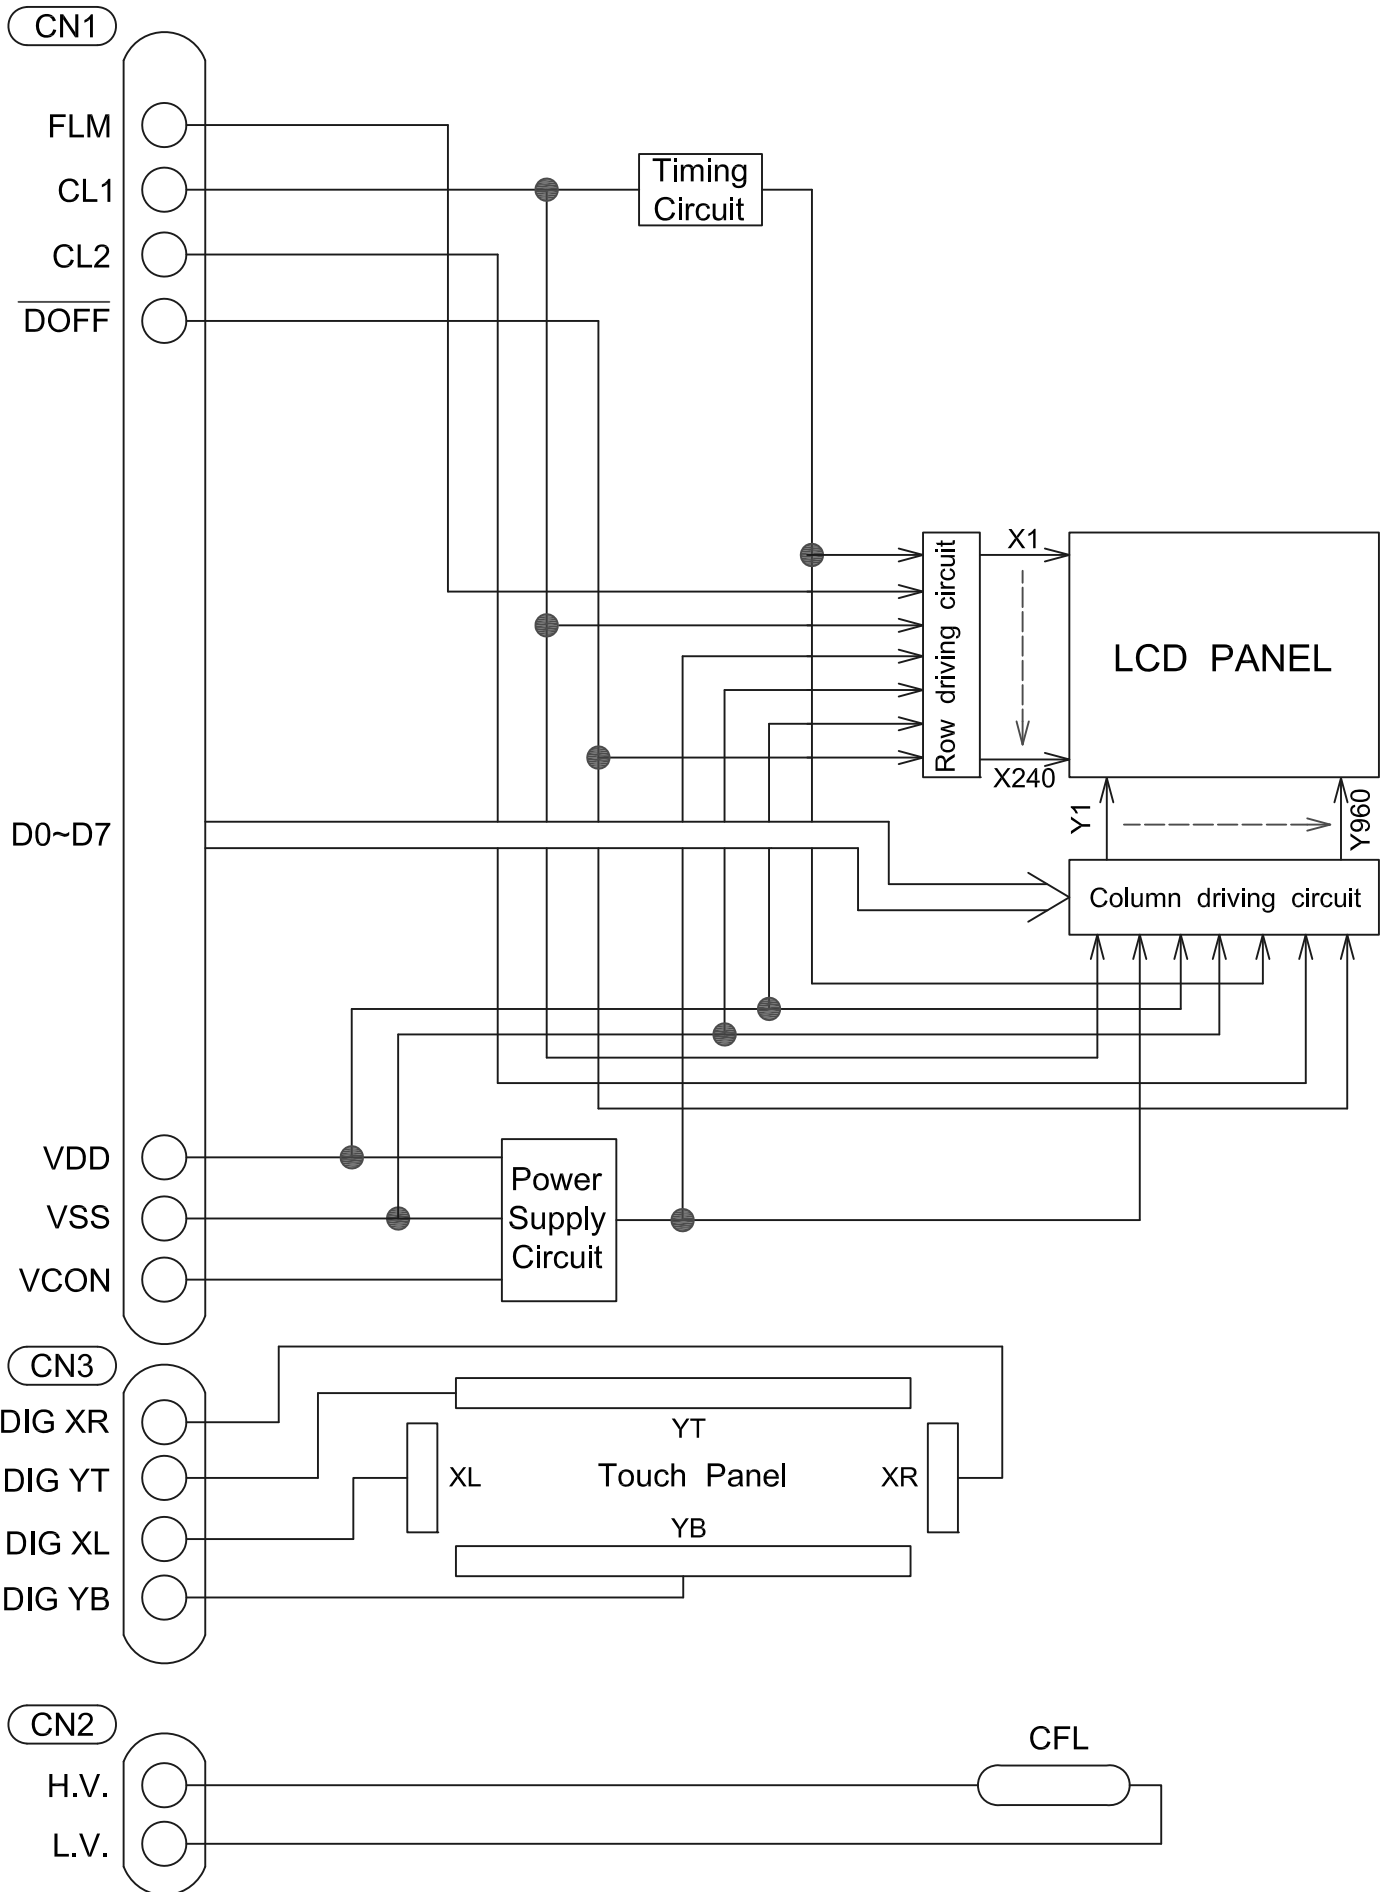 CN1
FLM
CL1
CL2
DOFF
Timing
Circuit
Row driving circuit
X1
X240
LCD PANEL
D0~D7
Y1
Y960
Column driving circuit
VDD
VSS
VCON
Power
Supply
Circuit
CN3
DIG XR
DIG YT
DIG XL
DIG YB
YT
XL
Touch Panel
XR
YB
CN2
H.V.
L.V.
CFL